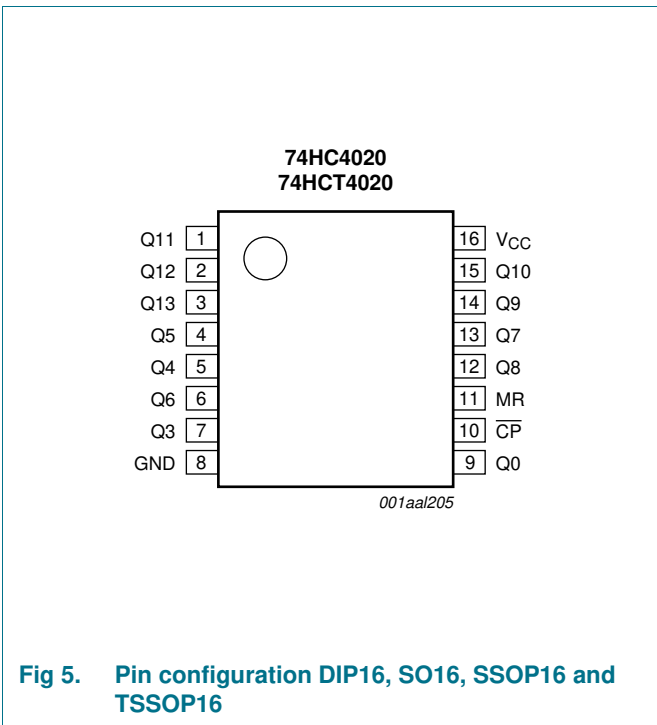 74HC4020
74HCT4020
Q11 1 16 VCC
Q12 2 15 Q10
Q13 3 14 Q9
Q5 4 13 Q7
Q4 5 12 Q8
Q6 6 11 MR
Q3 7 10 C̅P̅
GND 8 9 Q0
001aal205
Fig 5. Pin configuration DIP16, SO16, SSOP16 and
TSSOP16